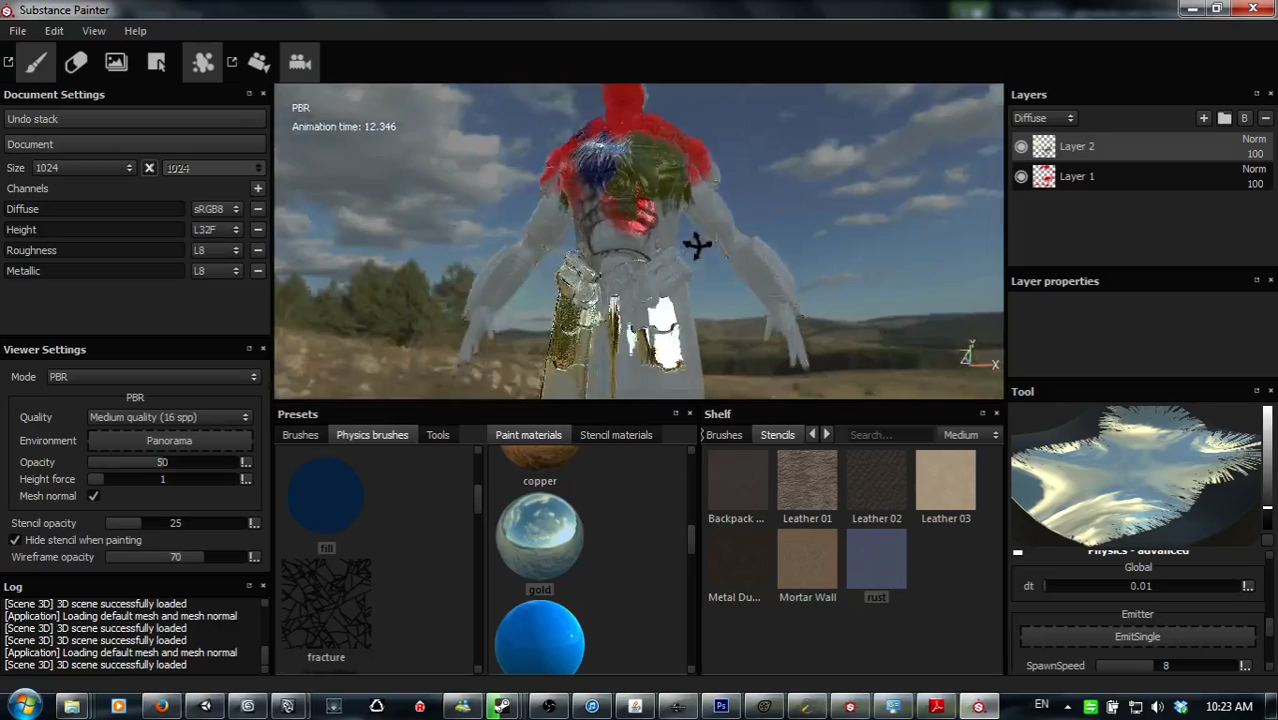 Substance Painter
File Edit View Help
Document Settings
Undo stack
Document
Size 1024 1024
Channels
Diffuse sRGB8
Height L32F
Roughness L8
Metallic L8
Viewer Settings
Mode PBR
PBR
Quality Medium quality (16 spp)
Environment Panorama
Opacity 50
Height force 1
Mesh normal
Stencil opacity 25
Hide stencil when painting
Wireframe opacity 70
Log
[Scene 3D] 3D scene successfully loaded
[Application] Loading default mesh and mesh normal
[Scene 3D] 3D scene successfully loaded
[Scene 3D] 3D scene successfully loaded
[Application] Loading default mesh and mesh normal
[Scene 3D] 3D scene successfully loaded
PBR
Animation time: 12.346
Y
Z X
Presets
Brushes Physics brushes Tools
fill
fracture
Paint materials Stencil materials
copper
gold
Shelf
Brushes Stencils Search... Medium
Backpack ... Leather 01 Leather 02 Leather 03
Metal Du... Mortar Wall rust
Layers
Diffuse B
Layer 2 Norm
100
Layer 1 Norm
100
Layer properties
Tool
Physics - advanced
Global
dt 0.01
Emitter
EmitSingle
SpawnSpeed 8
Ps
EN 10:23 AM